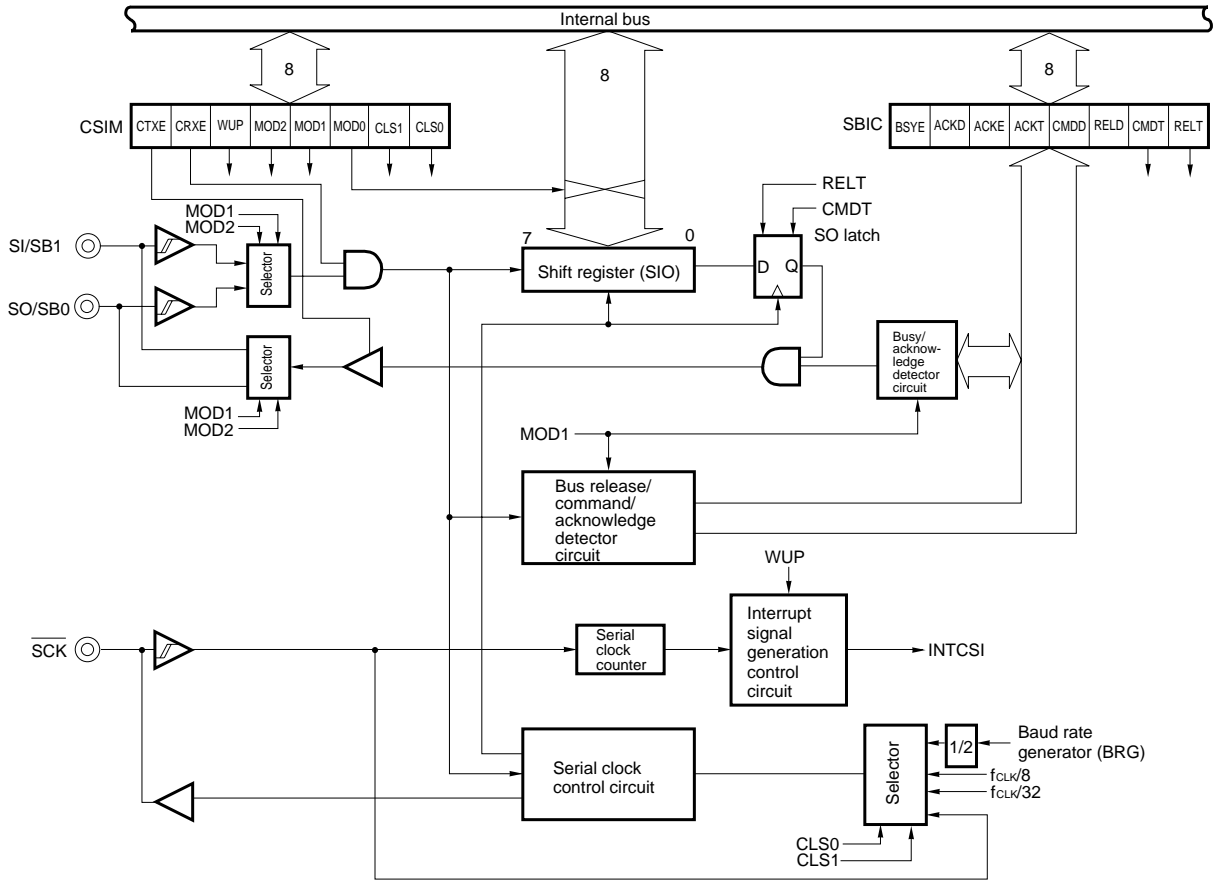 Internal bus
8
8
8
CSIM
CTXE
CRXE
WUP
MOD2
MOD1
MOD0
CLS1
CLS0
SBIC
BSYE
ACKD
ACKE
ACKT
CMDD
RELD
CMDT
RELT
RELT
CMDT
SO latch
MOD1
MOD2
SI/SB1
Selector
7
0
Shift register (SIO)
D
Q
SO/SB0
Selector
MOD1
MOD2
Busy/
acknow-
ledge
detector
circuit
MOD1
Bus release/
command/
acknowledge
detector
circuit
WUP
SCK
Serial
clock
counter
Interrupt
signal
generation
control
circuit
INTCSI
Serial clock
control circuit
Selector
1/2
Baud rate
generator (BRG)
fCLK/8
fCLK/32
CLS0
CLS1